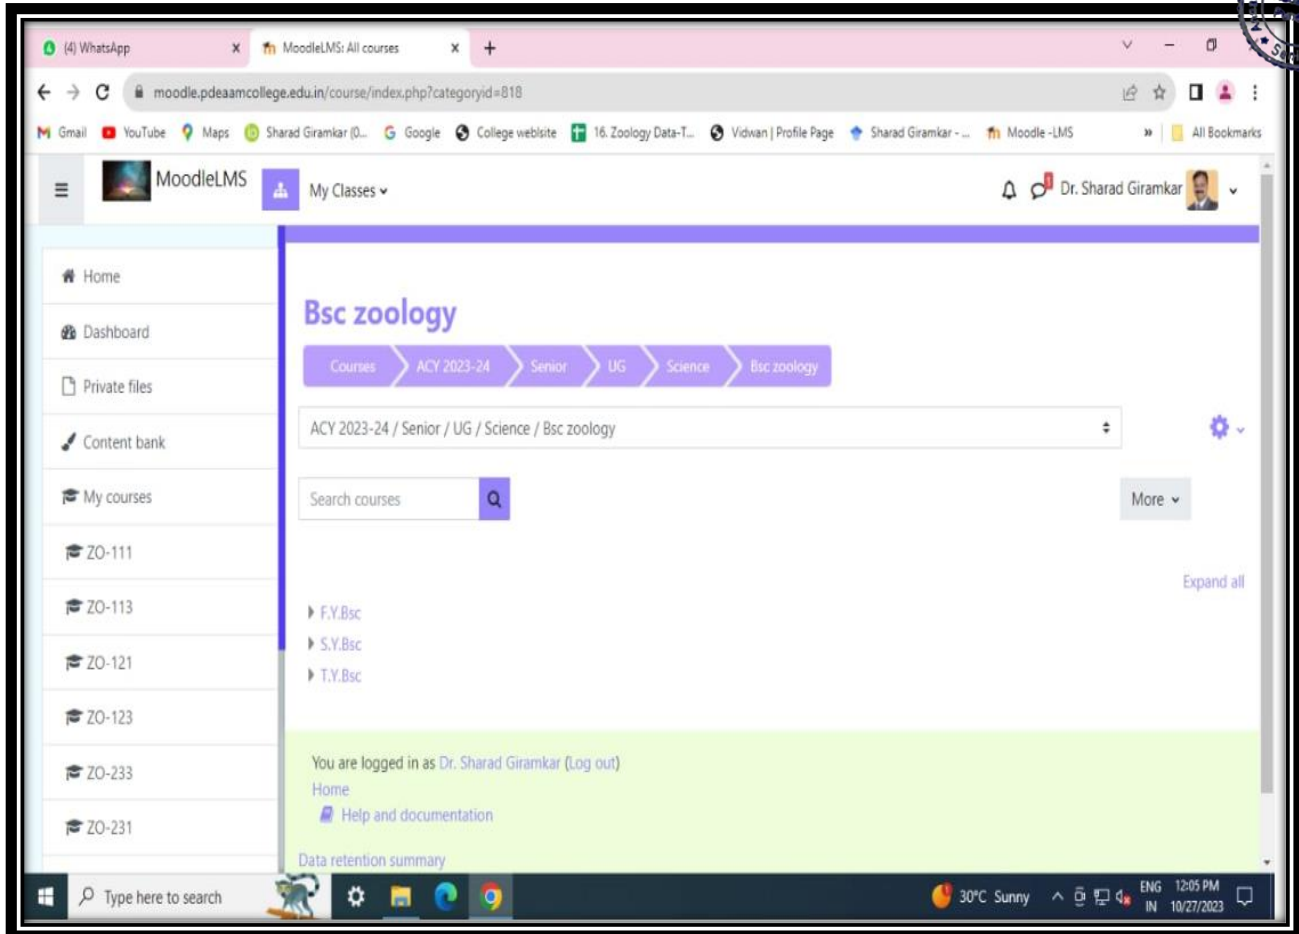 (4) WhatsApp
MoodleLMS: All courses
moodle.pdeaamcollege.edu.in/course/index.php?categoryid=818
Gmail YouTube Maps Sharad Giramkar (0... Google College weblsite 16. Zoology Data-T... Vidwan | Profile Page Sharad Giramkar - ... Moodle -LMS » All Bookmarks
MoodleLMS My Classes Dr. Sharad Giramkar
Home
Dashboard
Private files
Content bank
My courses
ZO-111
ZO-113
ZO-121
ZO-123
ZO-233
ZO-231
Bsc zoology
Courses ACY 2023-24 Senior UG Science Bsc zoology
ACY 2023-24 / Senior / UG / Science / Bsc zoology
Search courses More
Expand all
F.Y.Bsc
S.Y.Bsc
T.Y.Bsc
You are logged in as Dr. Sharad Giramkar (Log out)
Home
Help and documentation
Data retention summary
Type here to search 30°C Sunny ENG 12:05 PM
IN 10/27/2023